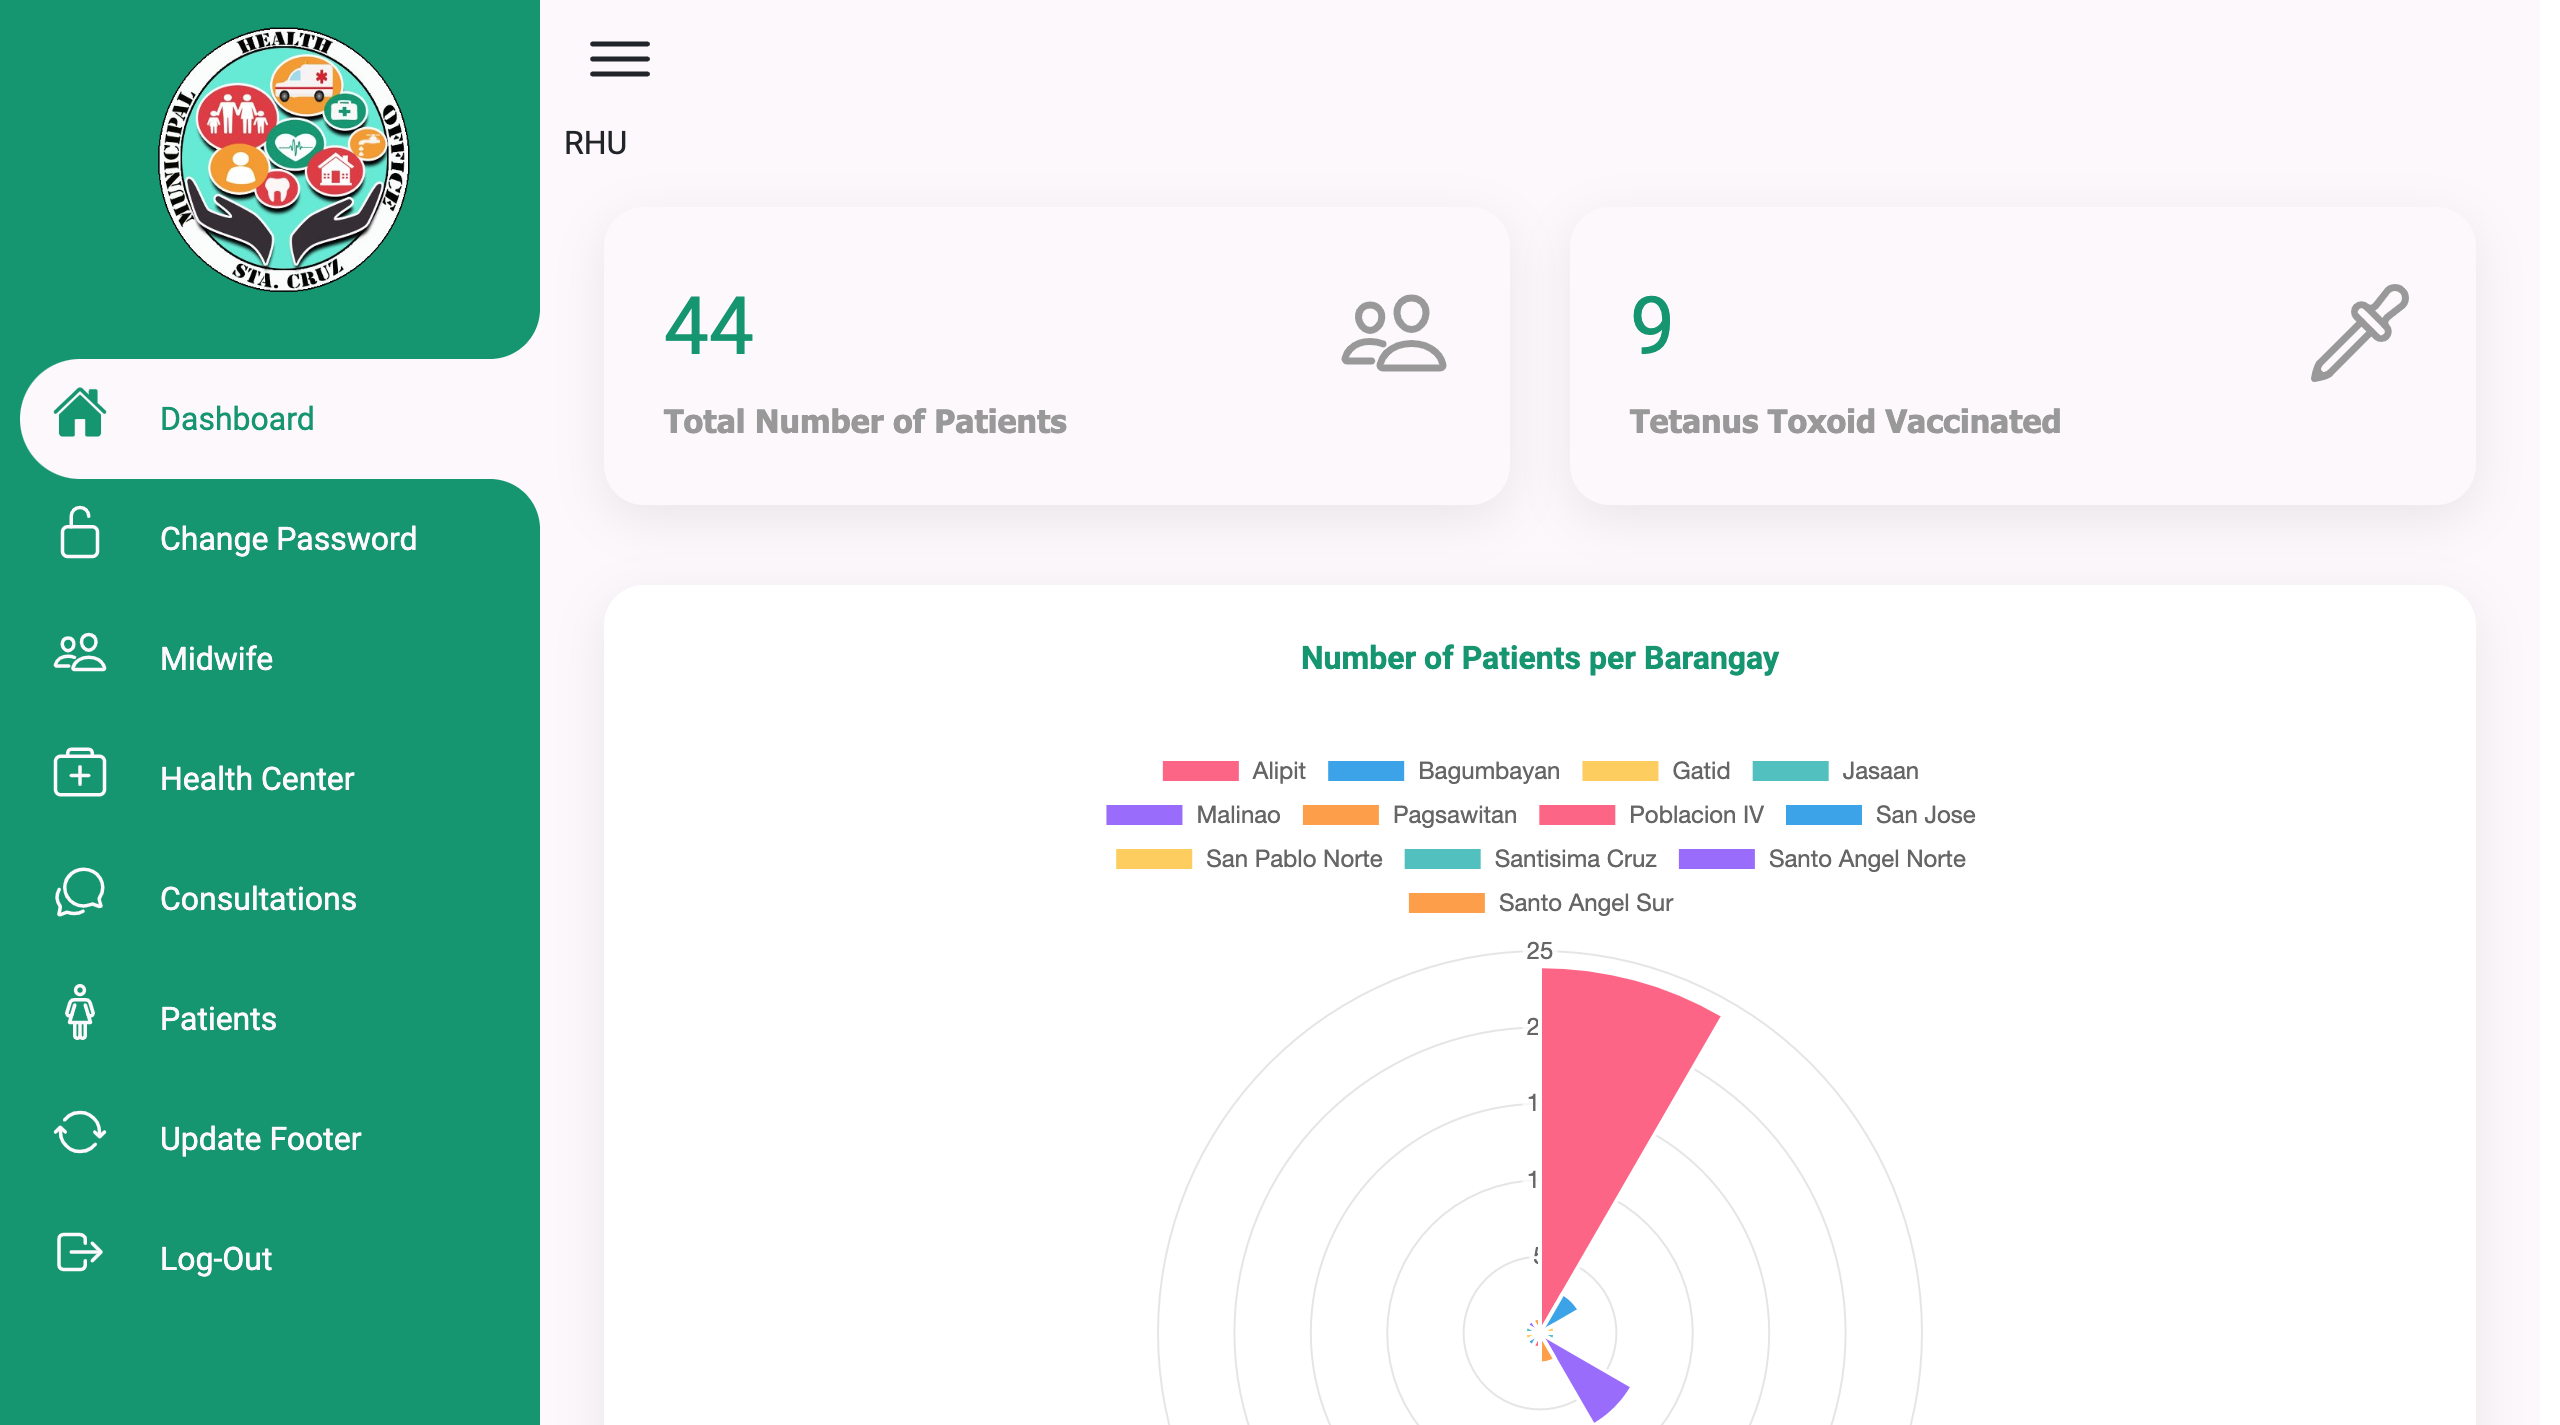 HEALTH
MUNICIPAL
OFFICE
STA. CRUZ
Dashboard
Change Password
Midwife
Health Center
Consultations
Patients
Update Footer
Log-Out
RHU
44
Total Number of Patients
9
Tetanus Toxoid Vaccinated
Number of Patients per Barangay
Alipit Bagumbayan Gatid Jasaan
Malinao Pagsawitan Poblacion IV San Jose
San Pablo Norte Santisima Cruz Santo Angel Norte
Santo Angel Sur
25
2
1
1
5